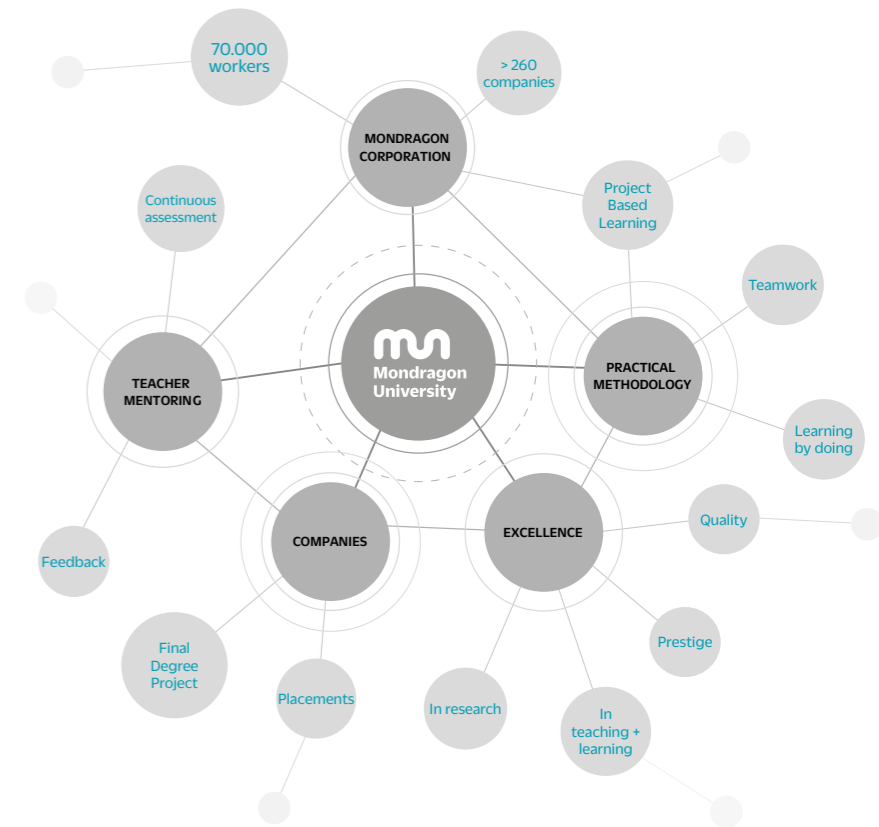 70.000
workers
> 260
companies
MONDRAGON
CORPORATION
Project
Based
Learning
Continuous
assessment
Teamwork
Mondragon
University
PRACTICAL
METHODOLOGY
TEACHER
MENTORING
Learning
by doing
Quality
EXCELLENCE
COMPANIES
Feedback
Prestige
Final
Degree
Project
Placements
In research
In
teaching +
learning